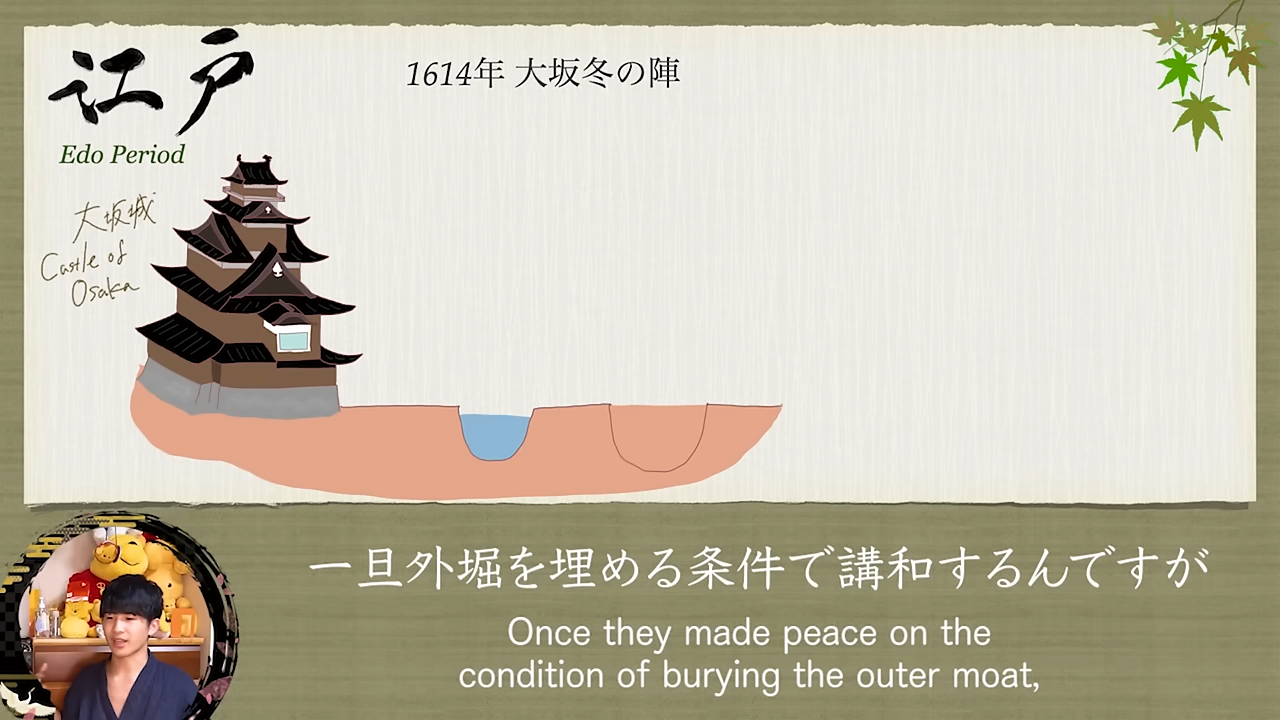 江戸
Edo Period
1614年 大坂冬の陣
大坂城
Castle of
Osaka
一旦外堀を埋める条件で講和するんですが
Once they made peace on the
condition of burying the outer moat,